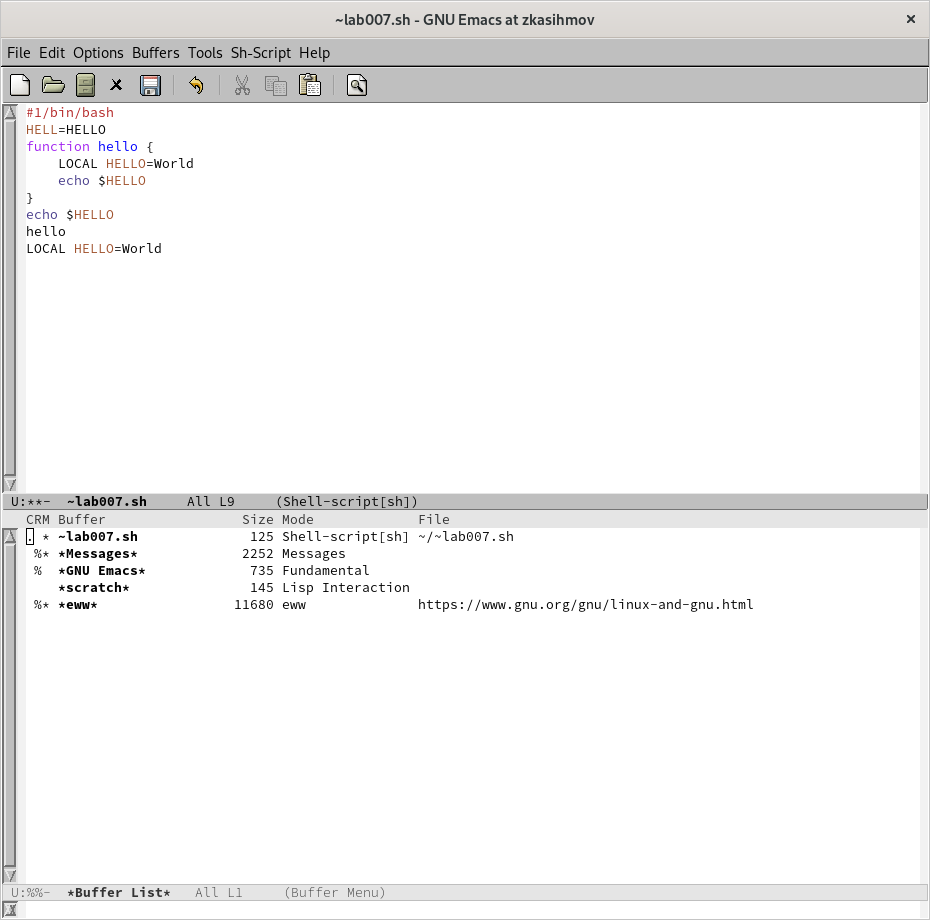 ~lab007.sh - GNU Emacs at zkasihmov ×
File Edit Options Buffers Tools Sh-Script Help
#1/bin/bash
HELL=HELLO
function hello {
    LOCAL HELLO=World
    echo $HELLO
}
echo $HELLO
hello
LOCAL HELLO=World
U:**-  ~lab007.sh     All L9     (Shell-script[sh])
CRM Buffer                 Size Mode             File
. * ~lab007.sh              125 Shell-script[sh] ~/~lab007.sh
 %* *Messages*             2252 Messages
 %  *GNU Emacs*             735 Fundamental
    *scratch*               145 Lisp Interaction
 %* *eww*                 11680 eww              https://www.gnu.org/gnu/linux-and-gnu.html
U:%%-  *Buffer List*   All L1     (Buffer Menu)